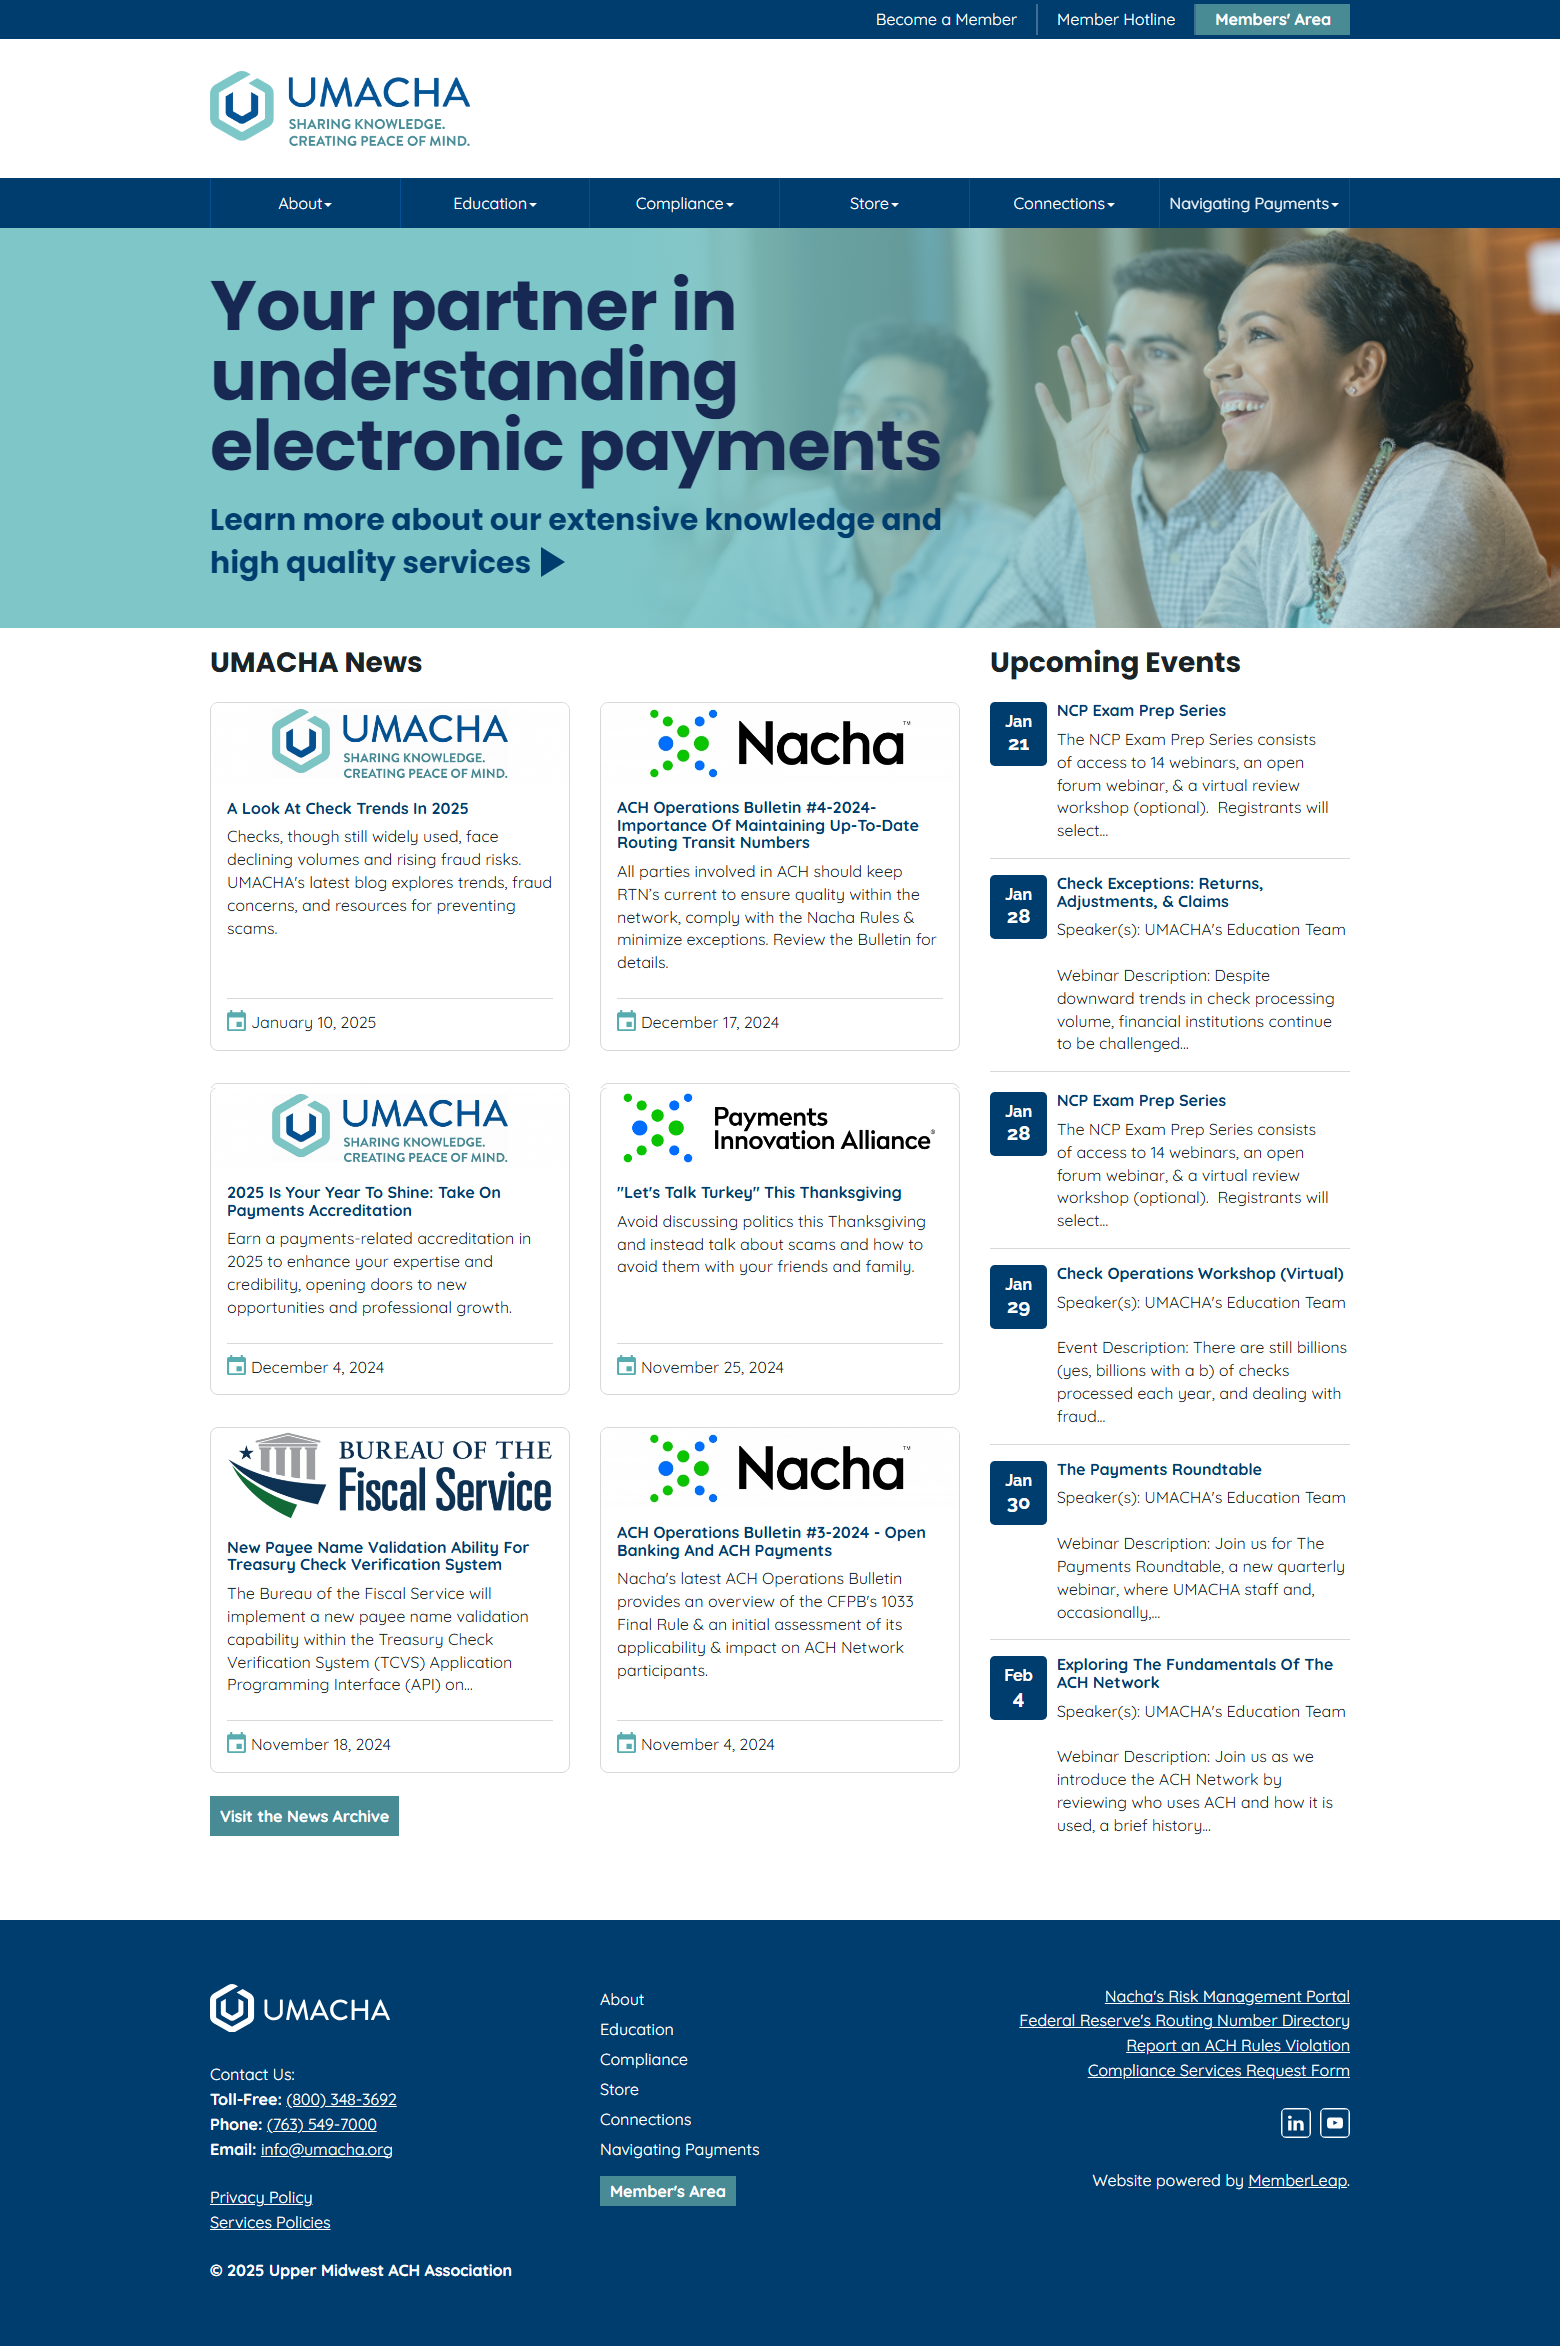 Become a Member
Member Hotline
Members' Area
UMACHA
SHARING KNOWLEDGE.
CREATING PEACE OF MIND.
About
Education
Compliance
Store
Connections
Navigating Payments
Your partner in
understanding
electronic payments
Learn more about our extensive knowledge and
high quality services
UMACHA News
UMACHA
SHARING KNOWLEDGE.
CREATING PEACE OF MIND.
A Look At Check Trends In 2025
Checks, though still widely used, face
declining volumes and rising fraud risks.
UMACHA's latest blog explores trends, fraud
concerns, and resources for preventing
scams.
January 10, 2025
Nacha™
ACH Operations Bulletin #4-2024-
Importance Of Maintaining Up-To-Date
Routing Transit Numbers
All parties involved in ACH should keep
RTN's current to ensure quality within the
network, comply with the Nacha Rules &
minimize exceptions. Review the Bulletin for
details.
December 17, 2024
UMACHA
SHARING KNOWLEDGE.
CREATING PEACE OF MIND.
2025 Is Your Year To Shine: Take On
Payments Accreditation
Earn a payments-related accreditation in
2025 to enhance your expertise and
credibility, opening doors to new
opportunities and professional growth.
December 4, 2024
Payments
Innovation Alliance®
"Let's Talk Turkey" This Thanksgiving
Avoid discussing politics this Thanksgiving
and instead talk about scams and how to
avoid them with your friends and family.
November 25, 2024
BUREAU OF THE
Fiscal Service
New Payee Name Validation Ability For
Treasury Check Verification System
The Bureau of the Fiscal Service will
implement a new payee name validation
capability within the Treasury Check
Verification System (TCVS) Application
Programming Interface (API) on...
November 18, 2024
Nacha™
ACH Operations Bulletin #3-2024 - Open
Banking And ACH Payments
Nacha's latest ACH Operations Bulletin
provides an overview of the CFPB's 1033
Final Rule & an initial assessment of its
applicability & impact on ACH Network
participants.
November 4, 2024
Visit the News Archive
Upcoming Events
Jan
21
NCP Exam Prep Series
The NCP Exam Prep Series consists
of access to 14 webinars, an open
forum webinar, & a virtual review
workshop (optional). Registrants will
select...
Jan
28
Check Exceptions: Returns,
Adjustments, & Claims
Speaker(s): UMACHA's Education Team
Webinar Description: Despite
downward trends in check processing
volume, financial institutions continue
to be challenged...
Jan
28
NCP Exam Prep Series
The NCP Exam Prep Series consists
of access to 14 webinars, an open
forum webinar, & a virtual review
workshop (optional). Registrants will
select...
Jan
29
Check Operations Workshop (Virtual)
Speaker(s): UMACHA's Education Team
Event Description: There are still billions
(yes, billions with a b) of checks
processed each year, and dealing with
fraud...
Jan
30
The Payments Roundtable
Speaker(s): UMACHA's Education Team
Webinar Description: Join us for The
Payments Roundtable, a new quarterly
webinar, where UMACHA staff and,
occasionally,...
Feb
4
Exploring The Fundamentals Of The
ACH Network
Speaker(s): UMACHA's Education Team
Webinar Description: Join us as we
introduce the ACH Network by
reviewing who uses ACH and how it is
used, a brief history...
UMACHA
Contact Us:
Toll-Free: (800) 348-3692
Phone: (763) 549-7000
Email: info@umacha.org
Privacy Policy
Services Policies
© 2025 Upper Midwest ACH Association
About
Education
Compliance
Store
Connections
Navigating Payments
Member's Area
Nacha's Risk Management Portal
Federal Reserve's Routing Number Directory
Report an ACH Rules Violation
Compliance Services Request Form
in
Website powered by MemberLeap.